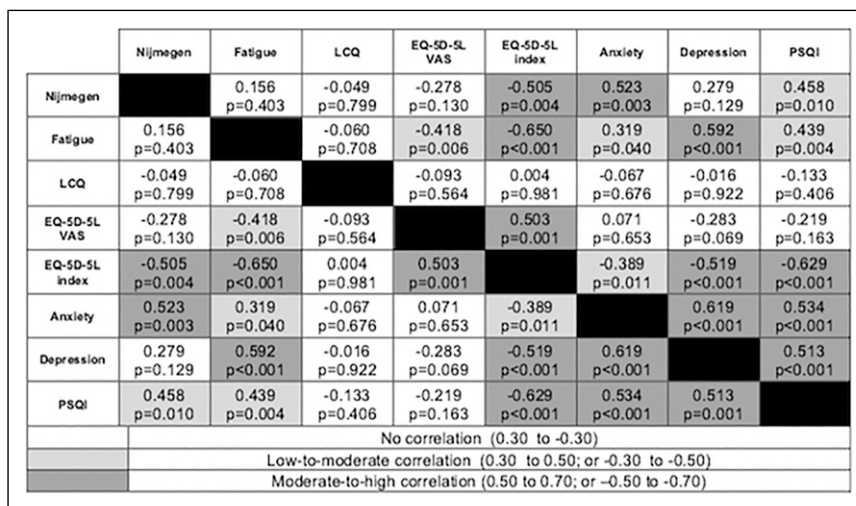 Nijmegen Fatigue LCQ EQ-5D-5L VAS EQ-5D-5L index Anxiety Depression PSQI
Nijmegen 0.156 p=0.403 -0.049 p=0.799 -0.278 p=0.130 -0.505 p=0.004 0.523 p=0.003 0.279 p=0.129 0.458 p=0.010
Fatigue 0.156 p=0.403 -0.060 p=0.708 -0.418 p=0.006 -0.650 p<0.001 0.319 p=0.040 0.592 p<0.001 0.439 p=0.004
LCQ -0.049 p=0.799 -0.060 p=0.708 -0.093 p=0.564 0.004 p=0.981 -0.067 p=0.676 -0.016 p=0.922 -0.133 p=0.406
EQ-5D-5L VAS -0.278 p=0.130 -0.418 p=0.006 -0.093 p=0.564 0.503 p=0.001 0.071 p=0.653 -0.283 p=0.069 -0.219 p=0.163
EQ-5D-5L index -0.505 p=0.004 -0.650 p<0.001 0.004 p=0.981 0.503 p=0.001 -0.389 p=0.011 -0.519 p<0.001 -0.629 p<0.001
Anxiety 0.523 p=0.003 0.319 p=0.040 -0.067 p=0.676 0.071 p=0.653 -0.389 p=0.011 0.619 p<0.001 0.534 p<0.001
Depression 0.279 p=0.129 0.592 p<0.001 -0.016 p=0.922 -0.283 p=0.069 -0.519 p<0.001 0.619 p<0.001 0.513 p<0.001
PSQI 0.458 p=0.010 0.439 p=0.004 -0.133 p=0.406 -0.219 p=0.163 -0.629 p<0.001 0.534 p<0.001 0.513 p=0.001
No correlation (0.30 to -0.30)
Low-to-moderate correlation (0.30 to 0.50; or -0.30 to -0.50)
Moderate-to-high correlation (0.50 to 0.70; or –0.50 to -0.70)